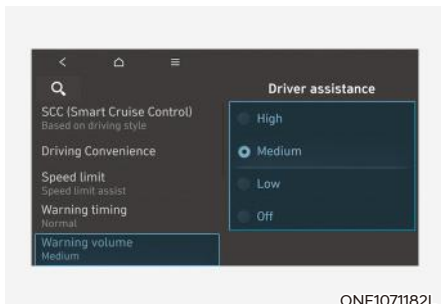 Driver assistance
SCC (Smart Cruise Control)
Based on driving style
Driving Convenience
Speed limit
Speed limit assist
Warning timing
Normal
Warning volume
Medium
High
Medium
Low
Off
ONE1071182L